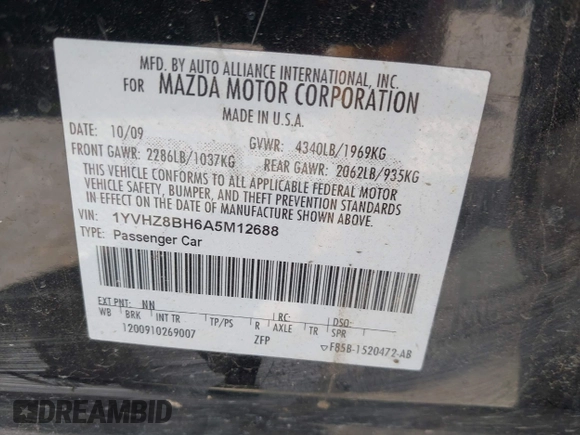 MFD. BY AUTO ALLIANCE INTERNATIONAL, INC.
FOR MAZDA MOTOR CORPORATION
MADE IN U.S.A.
DATE: 10/09 GVWR: 4340LB/1969KG
FRONT GAWR: 2286LB/1037KG REAR GAWR: 2062LB/935KG
THIS VEHICLE CONFORMS TO ALL APPLICABLE FEDERAL MOTOR
VEHICLE SAFETY, BUMPER, AND THEFT PREVENTION STANDARDS
IN EFFECT ON THE DATE OF MANUFACTURE SHOWN ABOVE.
VIN: 1YVHZ8BH6A5M12688
TYPE: Passenger Car
EXT PNT: NN RC: DSO:
WB BRK INT TR TP/PS R AXLE TR SPR
1200910269007 ZFP
F85B-1520472-AB
DREAMBID